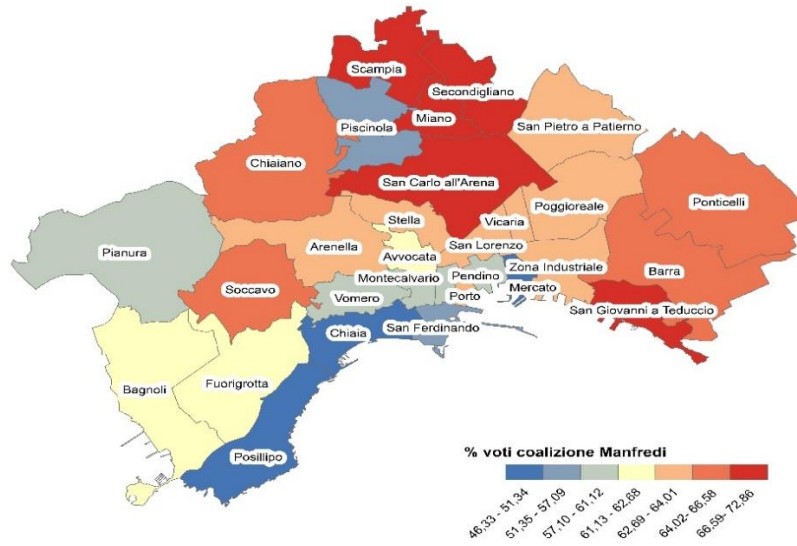 Scampia
Secondigliano
Piscinola
Miano
San Pietro a Patierno
Chiaiano
San Carlo all'Arena
Ponticelli
Stella
Vicaria
Poggioreale
Pianura
Arenella
San Lorenzo
Avvocata
Zona Industriale
Barra
Montecalvario
Pendino
Soccavo
Vomero
Porto
Mercato
San Giovanni a Teduccio
Chiaia
San Ferdinando
Bagnoli
Fuorigrotta
Posillipo
% voti coalizione Manfredi
46,33 - 51,34
51,35 - 57,09
57,10 - 61,12
61,13 - 62,68
62,69 - 64,01
64,02- 66,58
66,59- 72,86